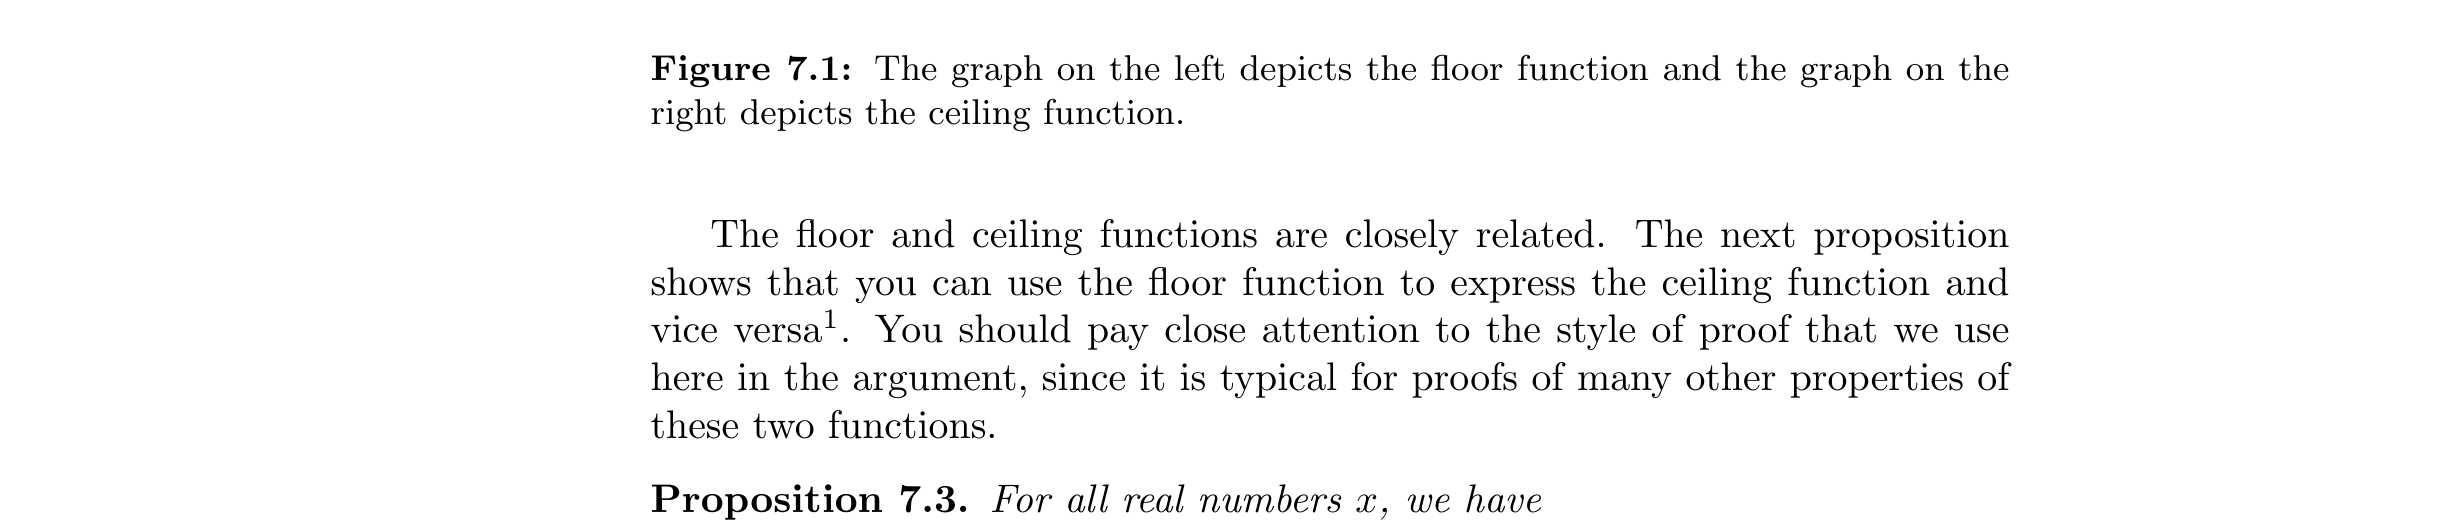 Figure 7.1: The graph on the left depicts the floor function and the graph on the
right depicts the ceiling function.
The floor and ceiling functions are closely related. The next proposition
shows that you can use the floor function to express the ceiling function and
vice versa¹. You should pay close attention to the style of proof that we use
here in the argument, since it is typical for proofs of many other properties of
these two functions.
Proposition 7.3. For all real numbers x, we have